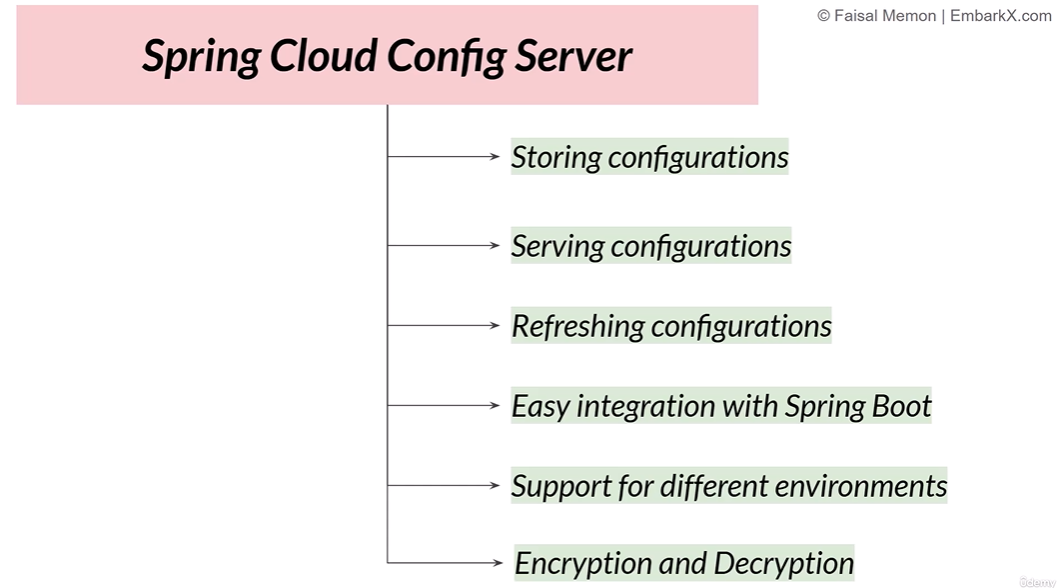 © Faisal Memon | EmbarkX.com
Spring Cloud Config Server
Storing configurations
Serving configurations
Refreshing configurations
Easy integration with Spring Boot
Support for different environments
Encryption and Decryption
ûdemy